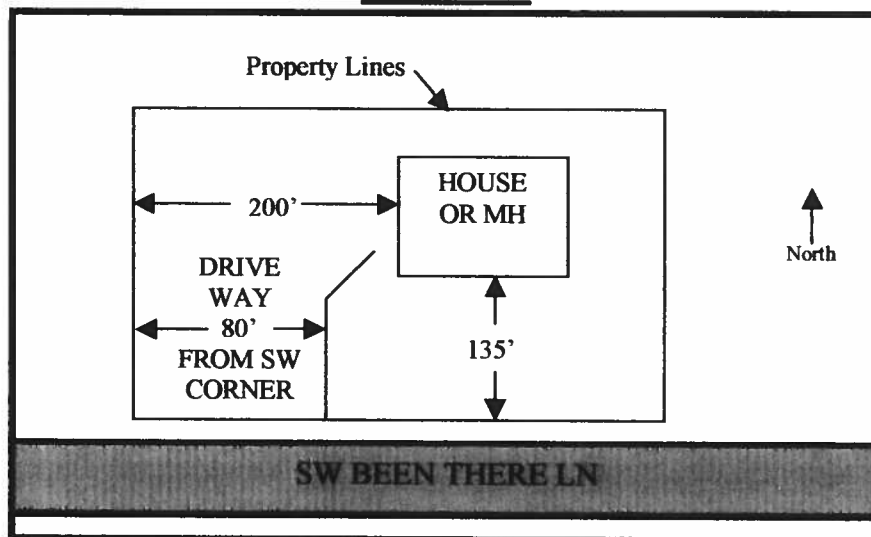 Property Lines
HOUSE
OR MH
200’
North
DRIVE
WAY
80’
FROM SW
CORNER
135’
SW BEEN THERE LN